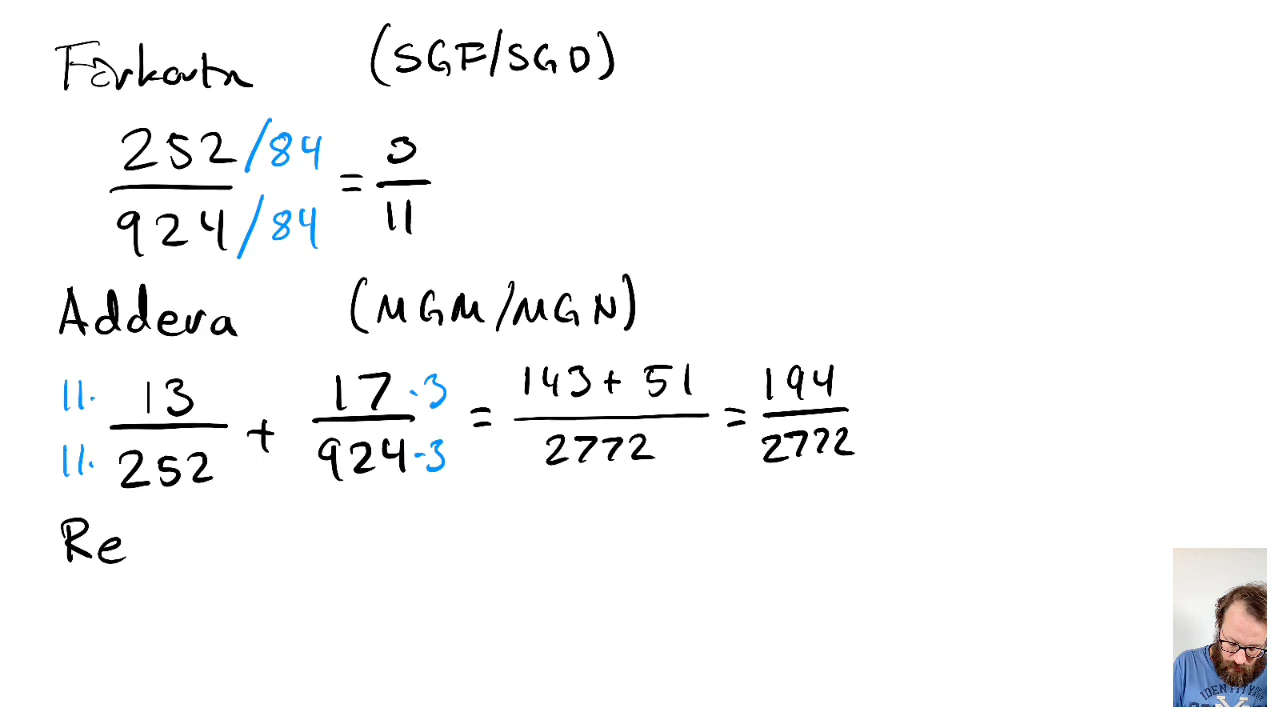 Förkorta (SGF/SGD)
252/84 / 924/84 = 3/11
Addera (MGM/MGN)
11· 13 / 11· 252 + 17 ·3 / 924 ·3 = 143 + 51 / 2772 = 194 / 2772
Re
IDENTITY